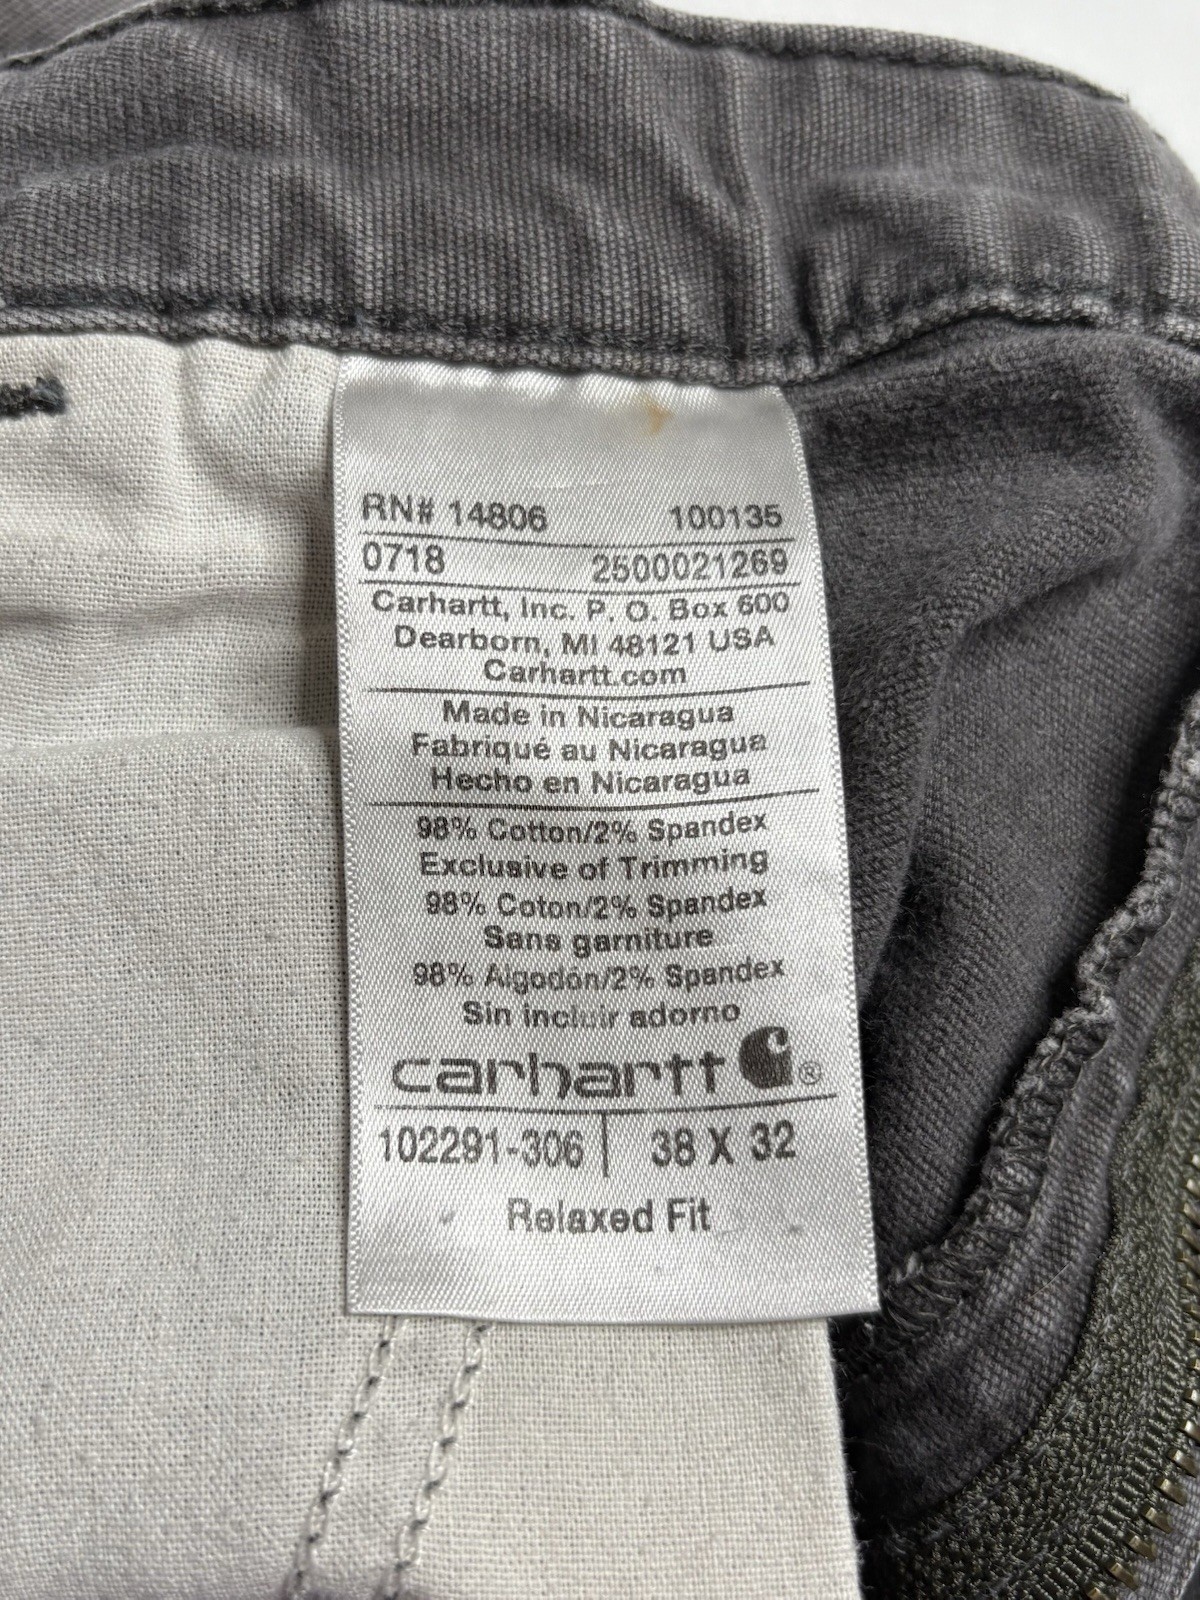 RN# 14806 100135
0718 2500021269
Carhartt, Inc. P. O. Box 600
Dearborn, MI 48121 USA
Carhartt.com
Made in Nicaragua
Fabriqué au Nicaragua
Hecho en Nicaragua
98% Cotton/2% Spandex
Exclusive of Trimming
98% Coton/2% Spandex
Sans garniture
98% Algodón/2% Spandex
Sin incluir adorno
carhartt ®
102291-306 38 X 32
Relaxed Fit